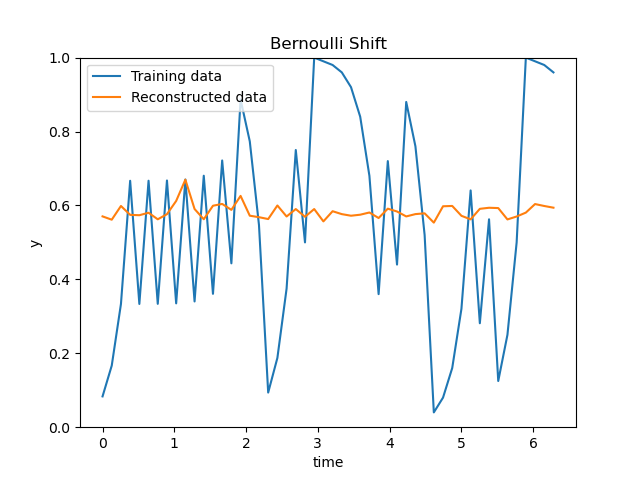 Bernoulli Shift
Training data
Reconstructed data
1.0
0.8
0.6
0.4
0.2
0.0
y
0 1 2 3 4 5 6
time